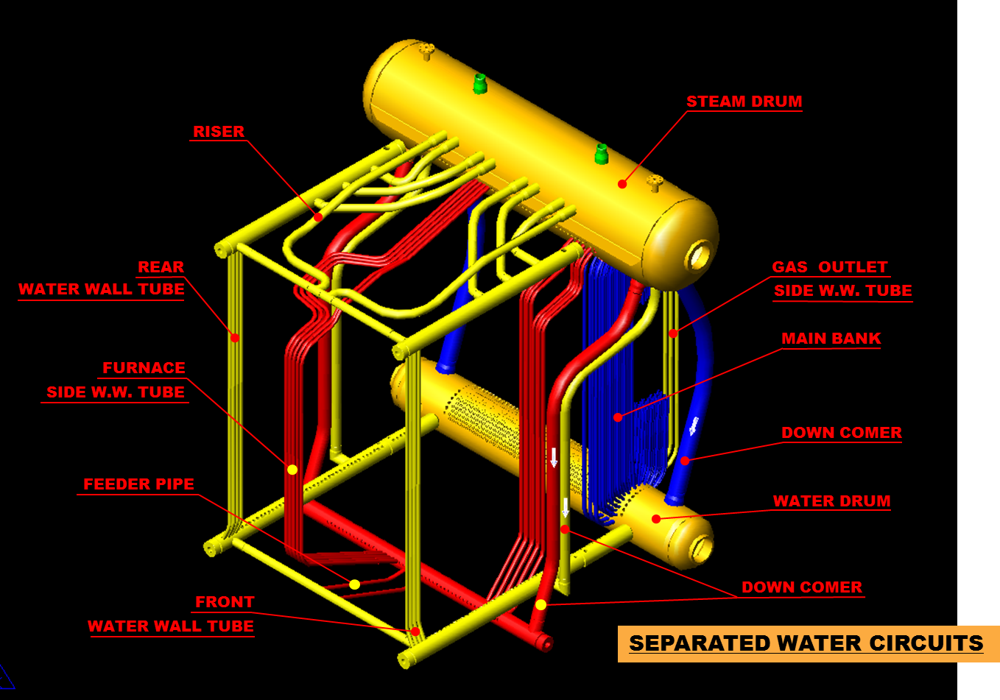 STEAM DRUM
RISER
REAR
WATER WALL TUBE
GAS OUTLET
SIDE W.W. TUBE
MAIN BANK
FURNACE
SIDE W.W. TUBE
DOWN COMER
FEEDER PIPE
WATER DRUM
DOWN COMER
FRONT
WATER WALL TUBE
SEPARATED WATER CIRCUITS